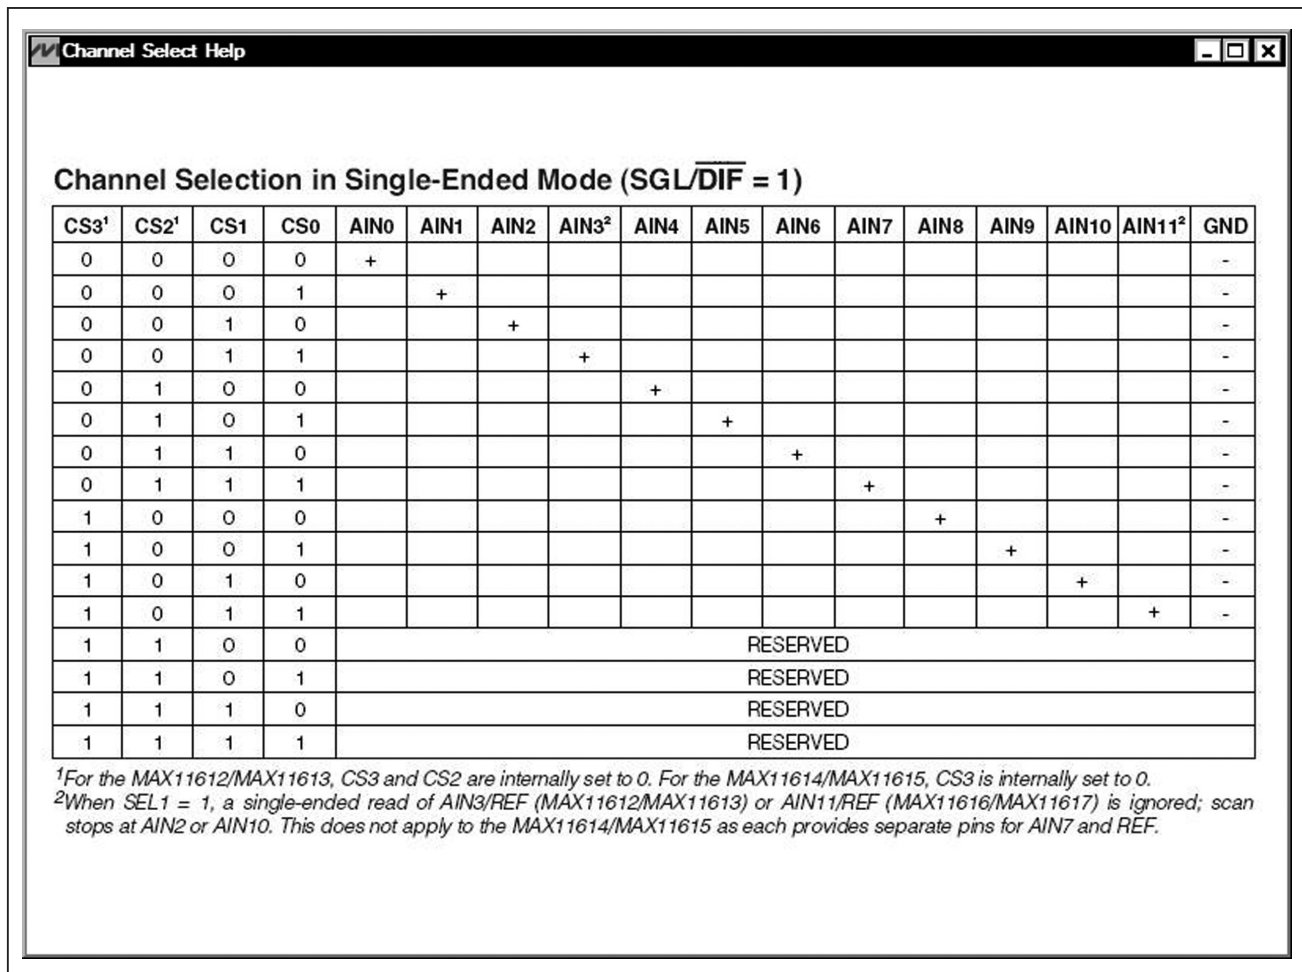 Channel Select Help
Channel Selection in Single-Ended Mode (SGL/DIF = 1)
CS3¹ CS2¹ CS1 CS0 AIN0 AIN1 AIN2 AIN3² AIN4 AIN5 AIN6 AIN7 AIN8 AIN9 AIN10 AIN11² GND
0 0 0 0 + -
0 0 0 1 + -
0 0 1 0 + -
0 0 1 1 + -
0 1 0 0 + -
0 1 0 1 + -
0 1 1 0 + -
0 1 1 1 + -
1 0 0 0 + -
1 0 0 1 + -
1 0 1 0 + -
1 0 1 1 + -
1 1 0 0 RESERVED
1 1 0 1 RESERVED
1 1 1 0 RESERVED
1 1 1 1 RESERVED
¹For the MAX11612/MAX11613, CS3 and CS2 are internally set to 0. For the MAX11614/MAX11615, CS3 is internally set to 0.
²When SEL1 = 1, a single-ended read of AIN3/REF (MAX11612/MAX11613) or AIN11/REF (MAX11616/MAX11617) is ignored; scan
stops at AIN2 or AIN10. This does not apply to the MAX11614/MAX11615 as each provides separate pins for AIN7 and REF.